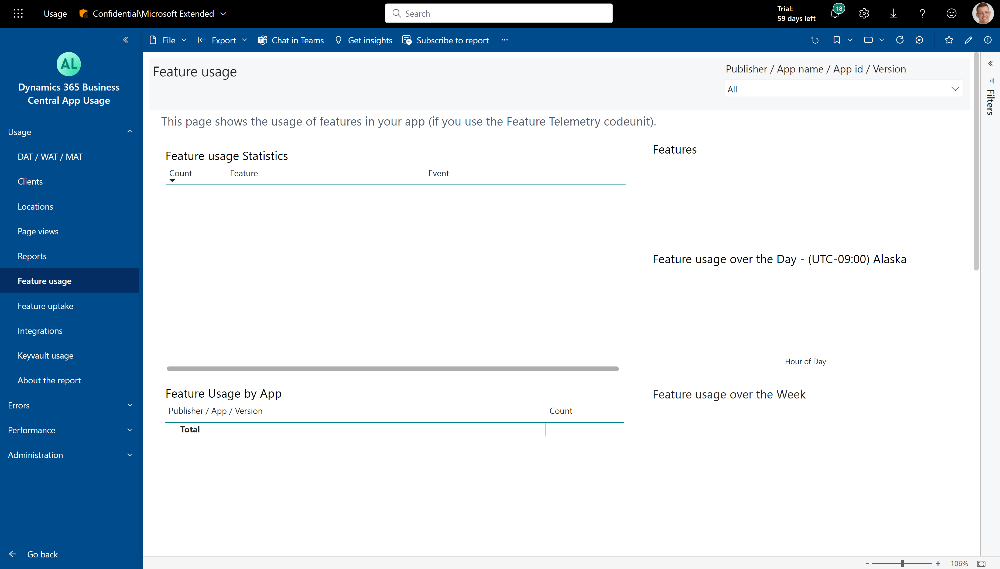 Usage
Confidential\Microsoft Extended
Search
Trial:
59 days left
18
AL
Dynamics 365 Business
Central App Usage
Usage
DAT / WAT / MAT
Clients
Locations
Page views
Reports
Feature usage
Feature uptake
Integrations
Keyvault usage
About the report
Errors
Performance
Administration
Go back
File
Export
Chat in Teams
Get insights
Subscribe to report
Feature usage
Publisher / App name / App id / Version
All
Filters
This page shows the usage of features in your app (if you use the Feature Telemetry codeunit).
Feature usage Statistics
Count
Feature
Event
Features
Feature usage over the Day - (UTC-09:00) Alaska
Hour of Day
Feature Usage by App
Publisher / App / Version
Count
Total
Feature usage over the Week
- + 106%